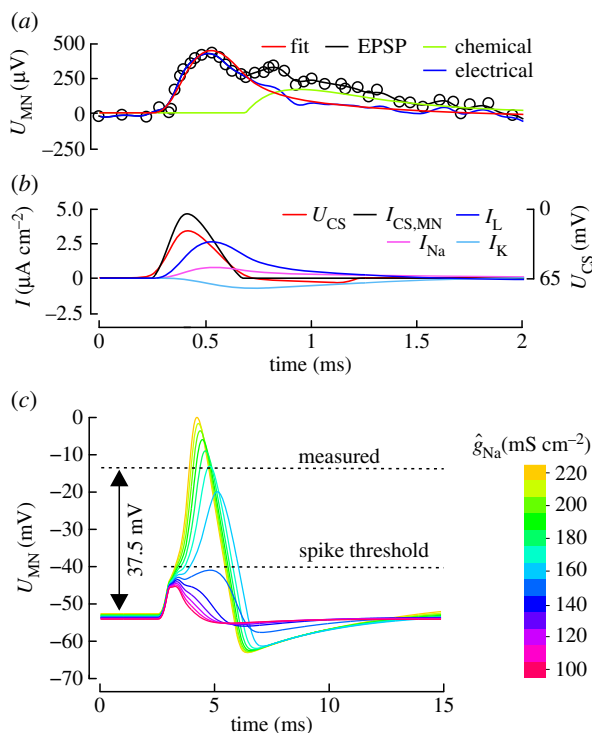 (a)
500
250
0
−250
U_MN (µV)
fit EPSP chemical
electrical
(b)
5.0
2.5
0
−2.5
I (µA cm⁻²)
U_CS I_CS,MN I_L
I_Na I_K
0
65
U_CS (mV)
0 0.5 1 1.5 2
time (ms)
(c)
0
−10
−20
−30
−40
−50
−60
−70
U_MN (mV)
37.5 mV
measured
spike threshold
0 5 10 15
time (ms)
ĝ_Na (mS cm⁻²)
220
200
180
160
140
120
100